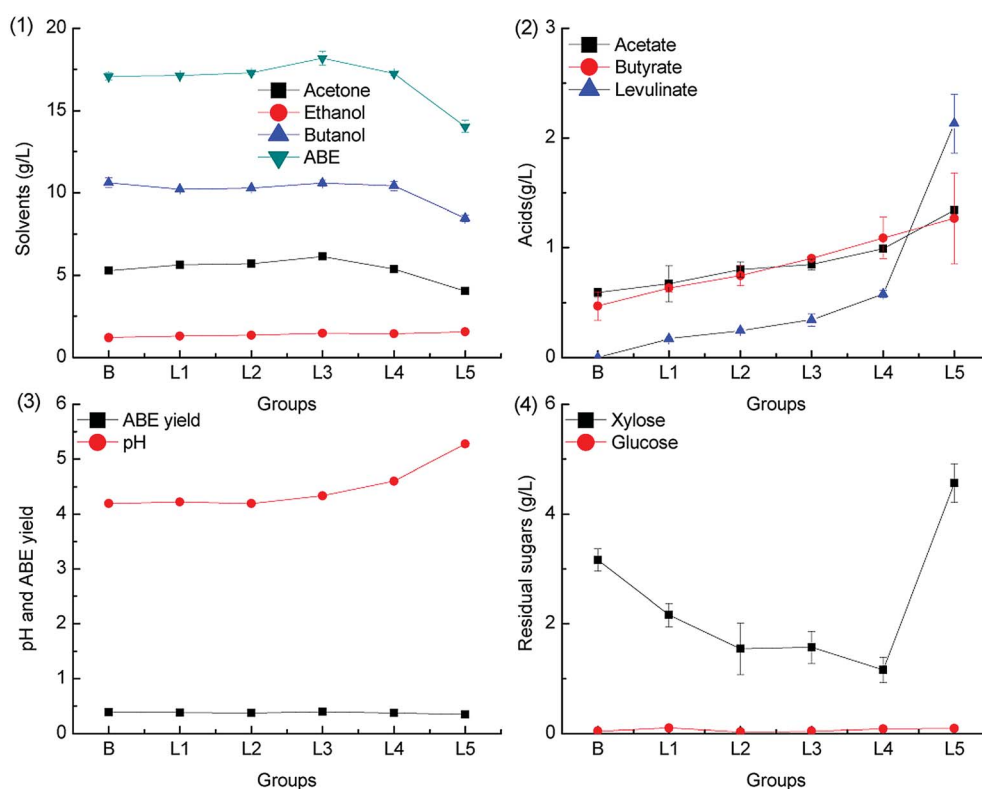 (1)
20
15
10
5
0
Solvents (g/L)
Acetone
Ethanol
Butanol
ABE
B L1 L2 L3 L4 L5
Groups
(2)
3
2
1
0
Acids(g/L)
Acetate
Butyrate
Levulinate
B L1 L2 L3 L4 L5
Groups
(3)
6
5
4
3
2
1
0
pH and ABE yield
ABE yield
pH
B L1 L2 L3 L4 L5
Groups
(4)
6
4
2
0
Residual sugars (g/L)
Xylose
Glucose
B L1 L2 L3 L4 L5
Groups